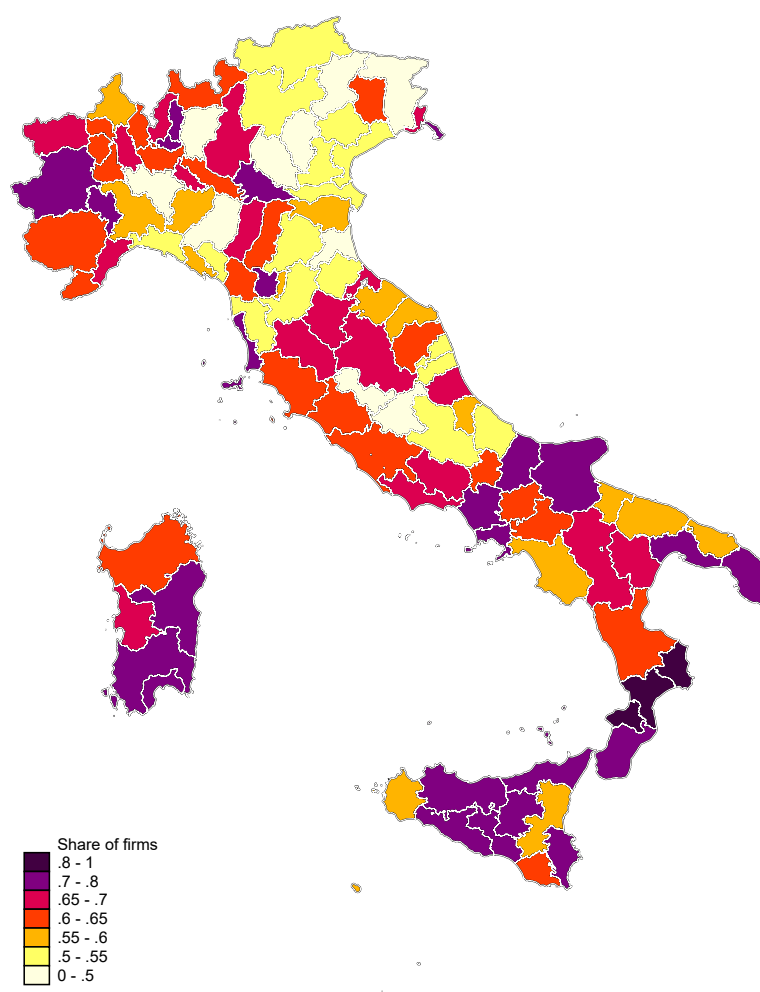 Share of firms
.8 - 1
.7 - .8
.65 - .7
.6 - .65
.55 - .6
.5 - .55
0 - .5